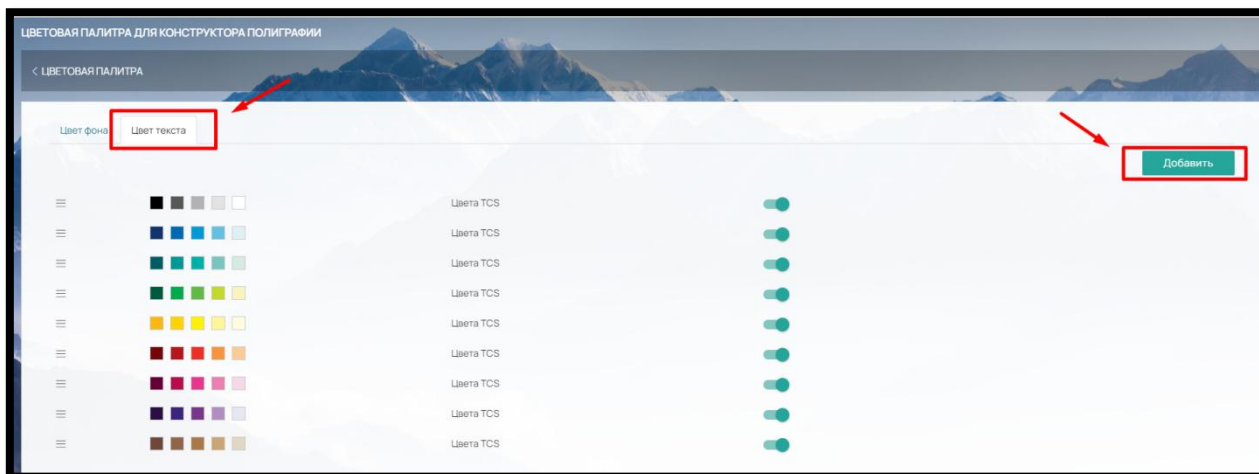 ЦВЕТОВАЯ ПАЛИТРА ДЛЯ КОНСТРУКТОРА ПОЛИГРАФИИ
< ЦВЕТОВАЯ ПАЛИТРА
Цвет фона Цвет текста
Добавить
Цвета TCS
Цвета TCS
Цвета TCS
Цвета TCS
Цвета TCS
Цвета TCS
Цвета TCS
Цвета TCS
Цвета TCS